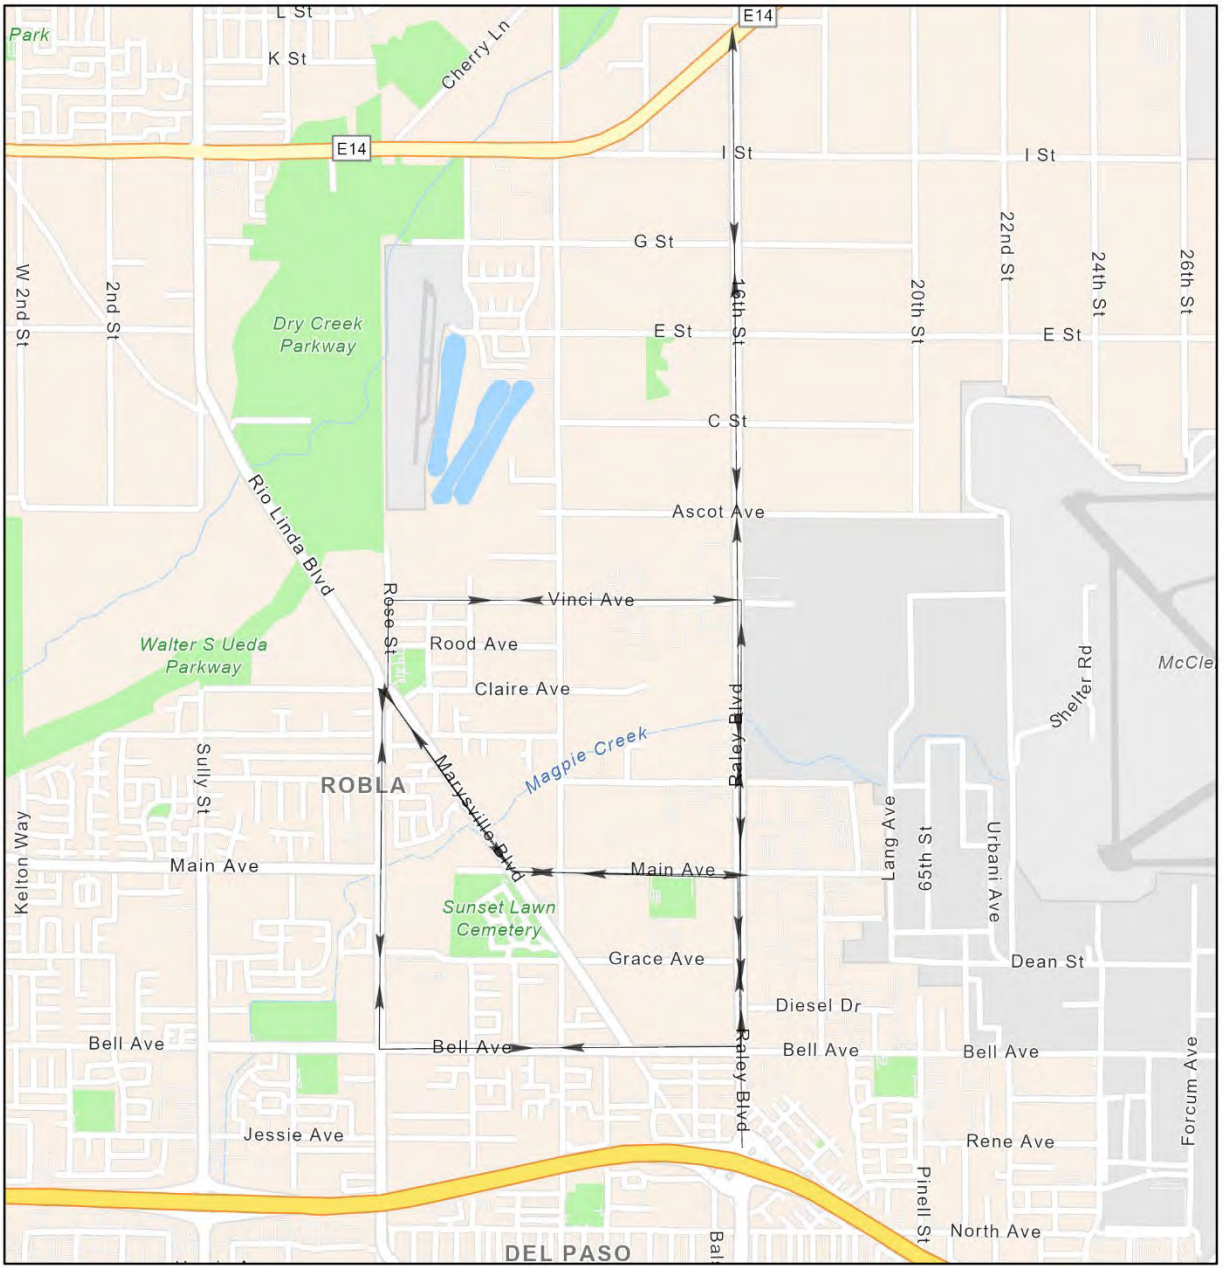 L St
E14
Park
K St
Cherry Ln
E14
I St
I St
G St
22nd St
24th St
26th St
W 2nd St
2nd St
16th St
20th St
Dry Creek
Parkway
E St
E St
C St
Rio Linda Blvd
Ascot Ave
Rose St
Vinci Ave
Walter S Ueda
Parkway
Rood Ave
Shelter Rd
McCle
Claire Ave
Raley Blvd
Magpie Creek
Sully St
ROBLA
Marysville Blvd
Kelton Way
Lang Ave
65th St
Urbani Ave
Main Ave
Main Ave
Sunset Lawn
Cemetery
Grace Ave
Dean St
Diesel Dr
Bell Ave
Bell Ave
Raley Blvd
Bell Ave
Bell Ave
Forcum Ave
Jessie Ave
Rene Ave
Pinell St
North Ave
Bals
DEL PASO